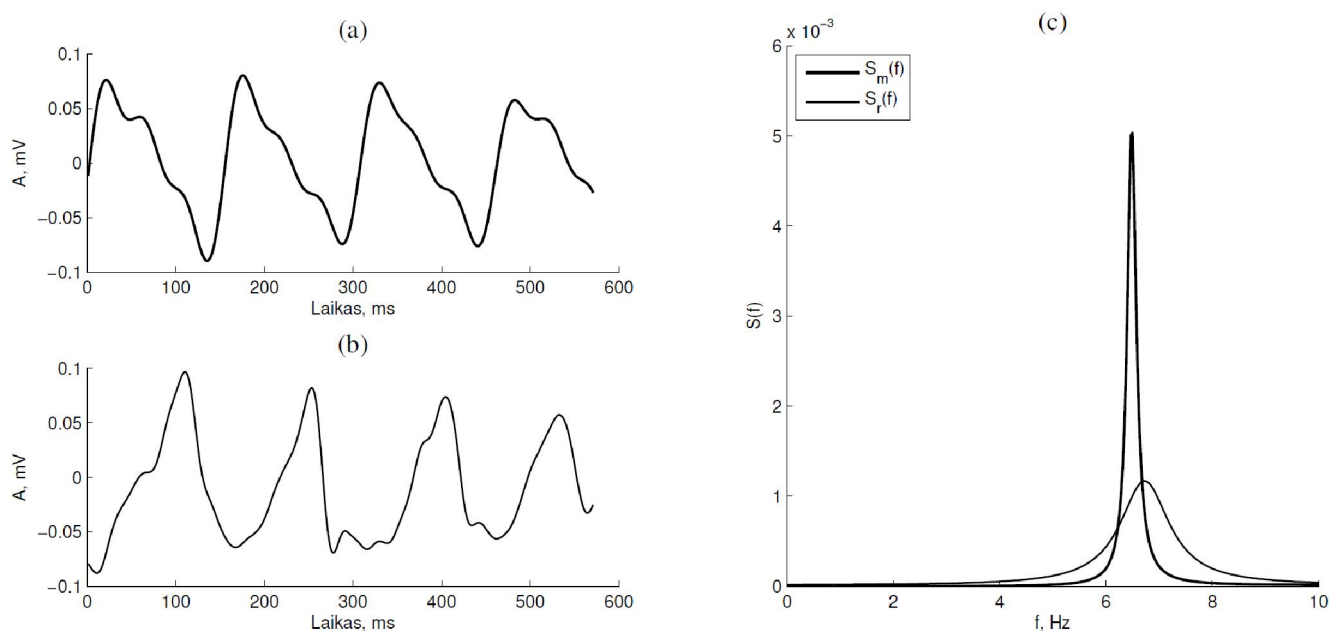 (a)
0.1
0.05
0
−0.05
−0.1
A, mV
0 100 200 300 400 500 600
Laikas, ms
(b)
0.1
0.05
0
−0.05
−0.1
A, mV
0 100 200 300 400 500 600
Laikas, ms
(c)
x 10⁻³
6
5
4
3
2
1
0
S(f)
S_m(f)
S_r(f)
0 2 4 6 8 10
f, Hz